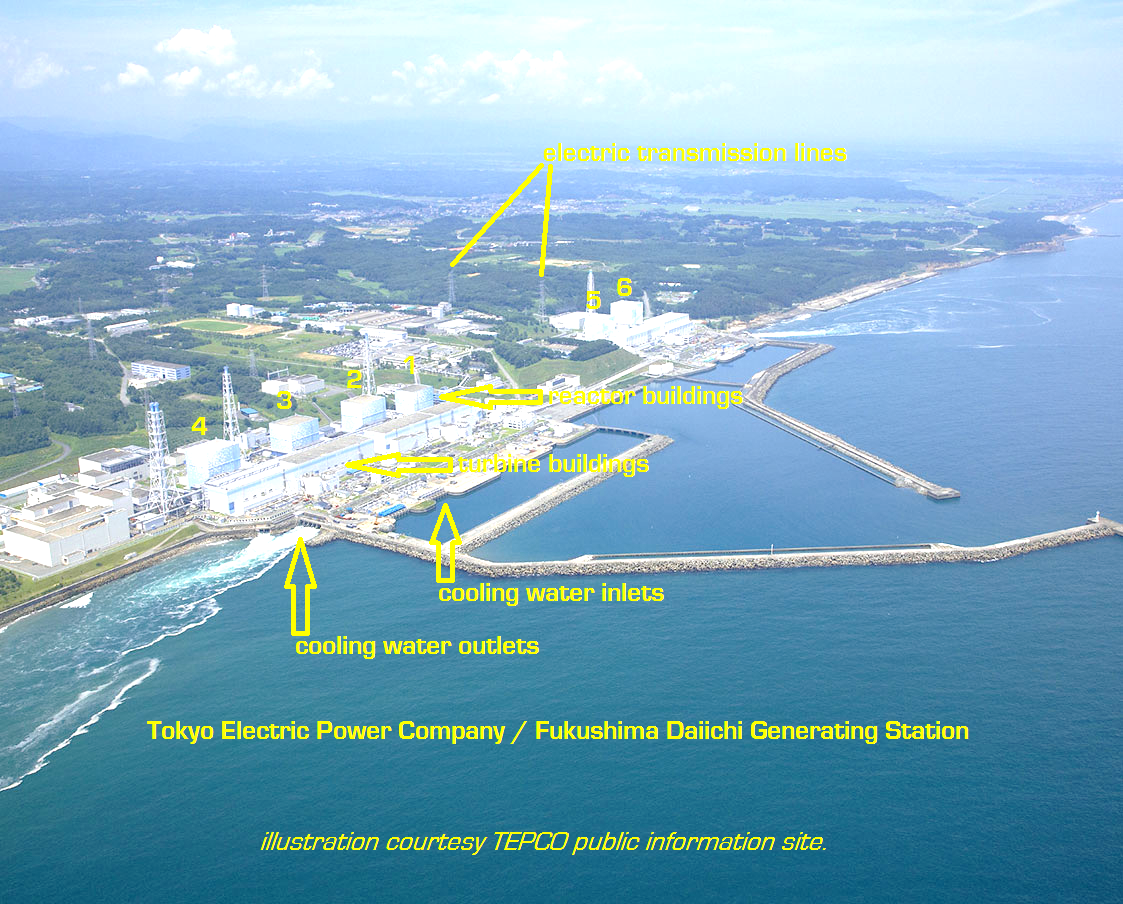 electric transmission lines
6
5
1
2
reactor buildings
3
4
turbine buildings
cooling water inlets
cooling water outlets
Tokyo Electric Power Company / Fukushima Daiichi Generating Station
illustration courtesy TEPCO public information site.